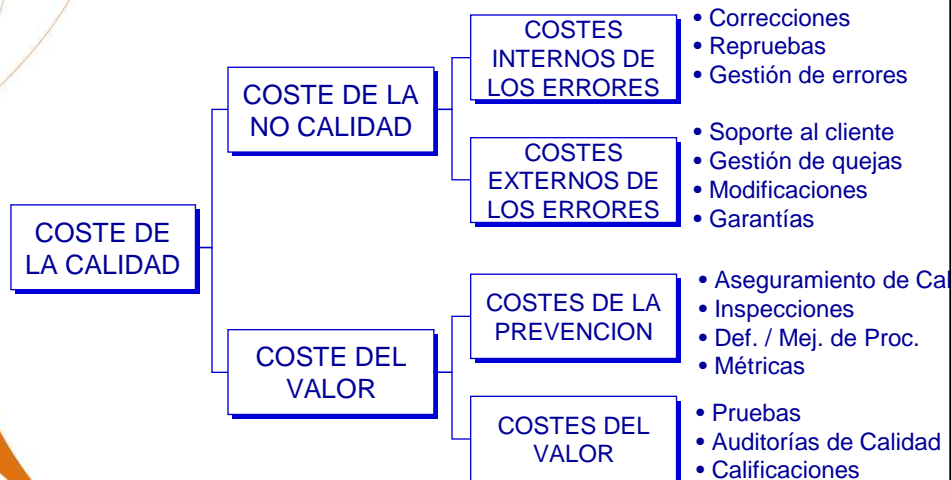 COSTE DE
LA CALIDAD
COSTE DE LA
NO CALIDAD
COSTES
INTERNOS DE
LOS ERRORES
• Correcciones
• Repruebas
• Gestión de errores
COSTES
EXTERNOS DE
LOS ERRORES
• Soporte al cliente
• Gestión de quejas
• Modificaciones
• Garantías
COSTE DEL
VALOR
COSTES DE LA
PREVENCION
• Aseguramiento de Cal
• Inspecciones
• Def. / Mej. de Proc.
• Métricas
COSTES DEL
VALOR
• Pruebas
• Auditorías de Calidad
• Calificaciones